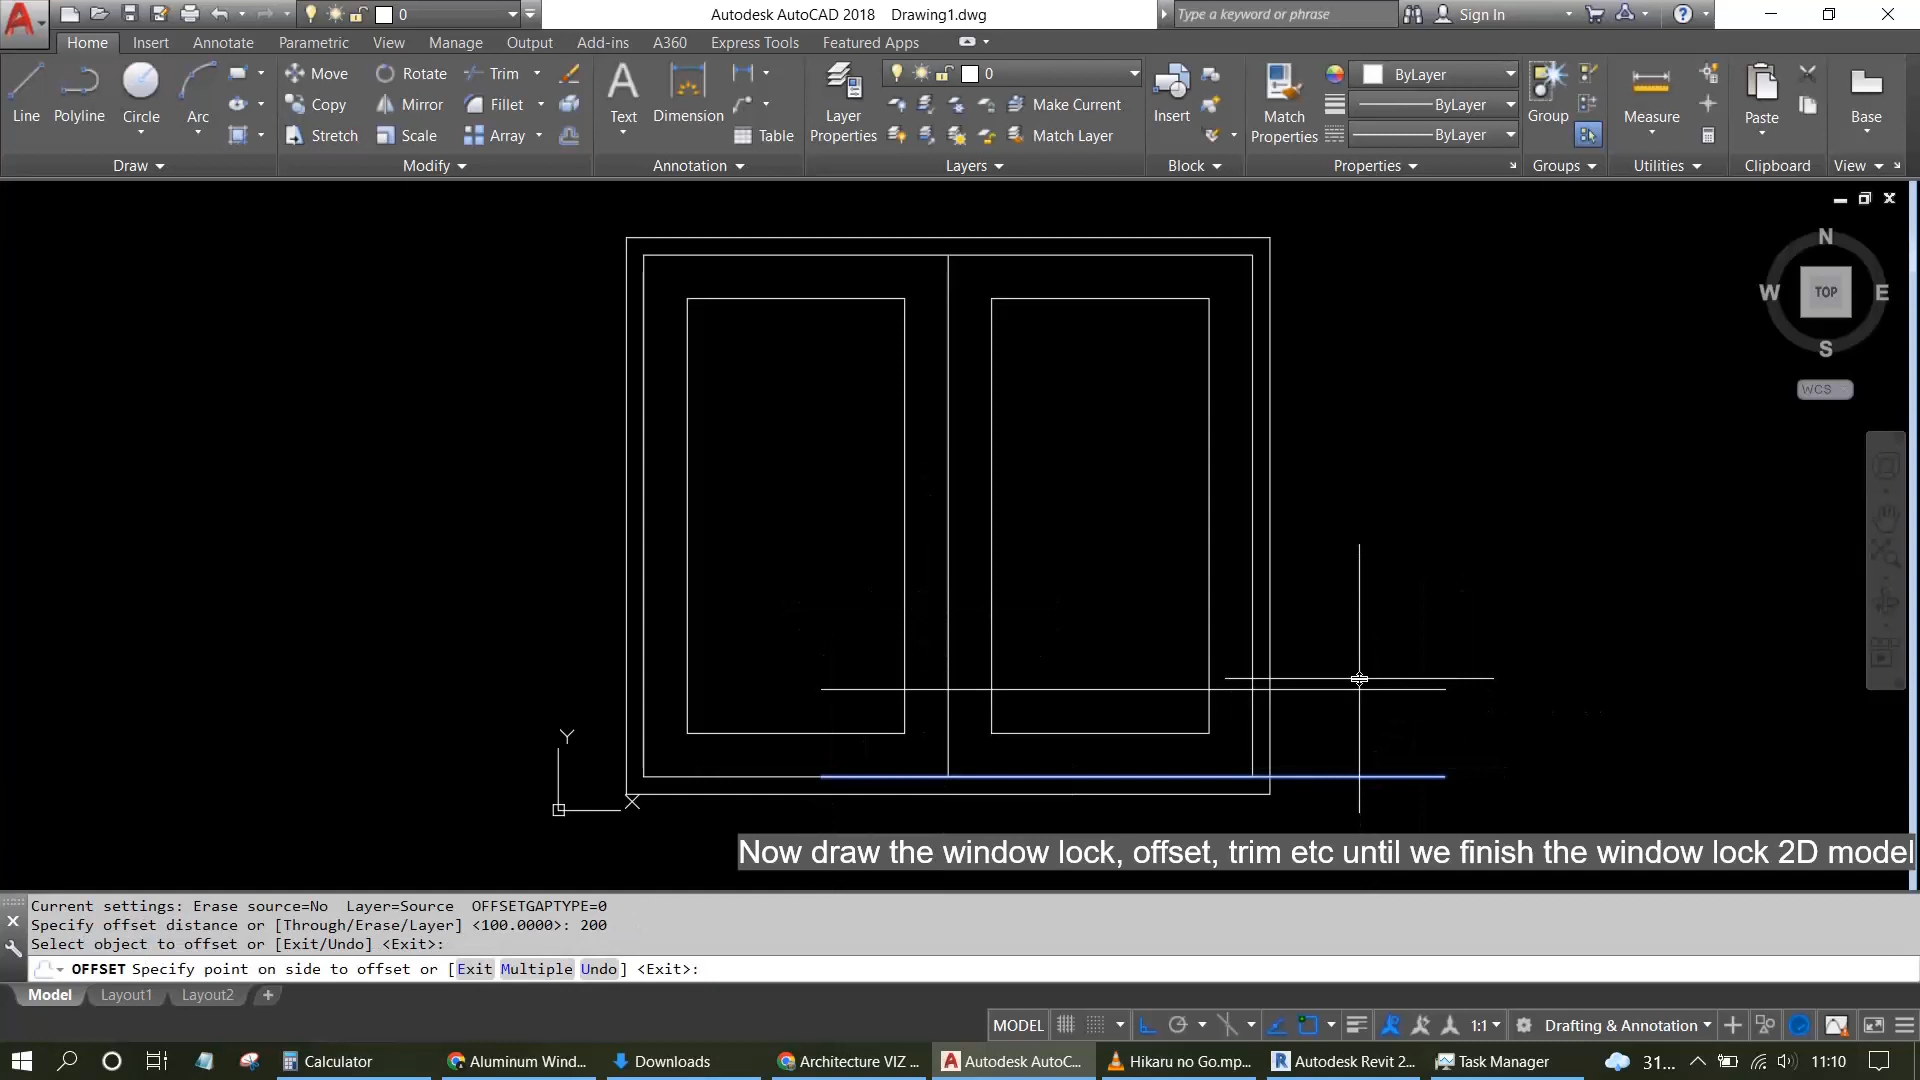 0
Autodesk AutoCAD 2018 Drawing1.dwg
Type a keyword or phrase
Sign In
Home Insert Annotate Parametric View Manage Output Add-ins A360 Express Tools Featured Apps
Line Polyline Circle Arc
Draw
Move Rotate Trim
Copy Mirror Fillet
Stretch Scale Array
Modify
Text Dimension Table
Annotation
Layer Properties
0
Make Current
Match Layer
Layers
Insert
Block
Match Properties
ByLayer
ByLayer
ByLayer
Properties
Group
Groups
Measure
Utilities
Paste
Clipboard
Base
View
N
W TOP E
S
WCS
Y
X
Now draw the window lock, offset, trim etc until we finish the window lock 2D model
Current settings: Erase source=No Layer=Source OFFSETGAPTYPE=0
Specify offset distance or [Through/Erase/Layer] <100.0000>: 200
Select object to offset or [Exit/Undo] <Exit>:
OFFSET Specify point on side to offset or [Exit Multiple Undo] <Exit>:
Model Layout1 Layout2 +
MODEL 1:1 Drafting & Annotation
Calculator Aluminum Wind... Downloads Architecture VIZ ... Autodesk AutoC... Hikaru no Go.mp... Autodesk Revit 2... Task Manager 31... 11:10